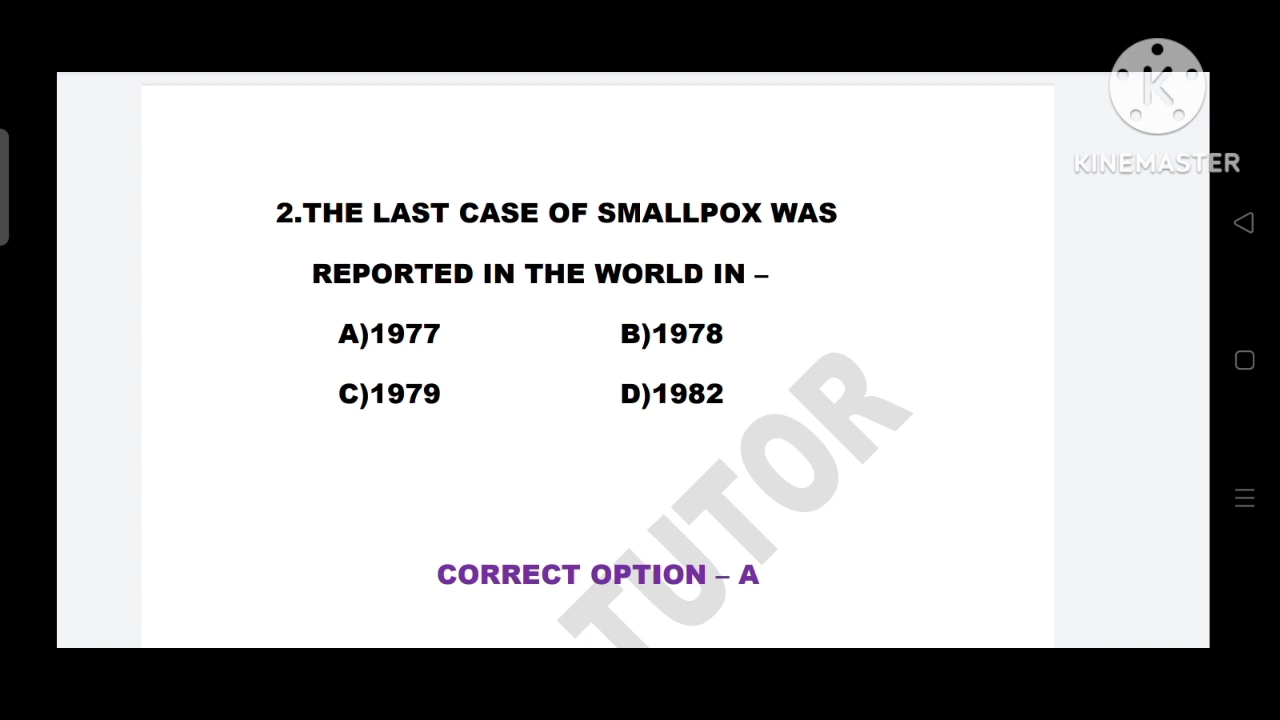 KINEMASTER
2.THE LAST CASE OF SMALLPOX WAS
REPORTED IN THE WORLD IN –
A)1977 B)1978
C)1979 D)1982
TUTOR
CORRECT OPTION – A